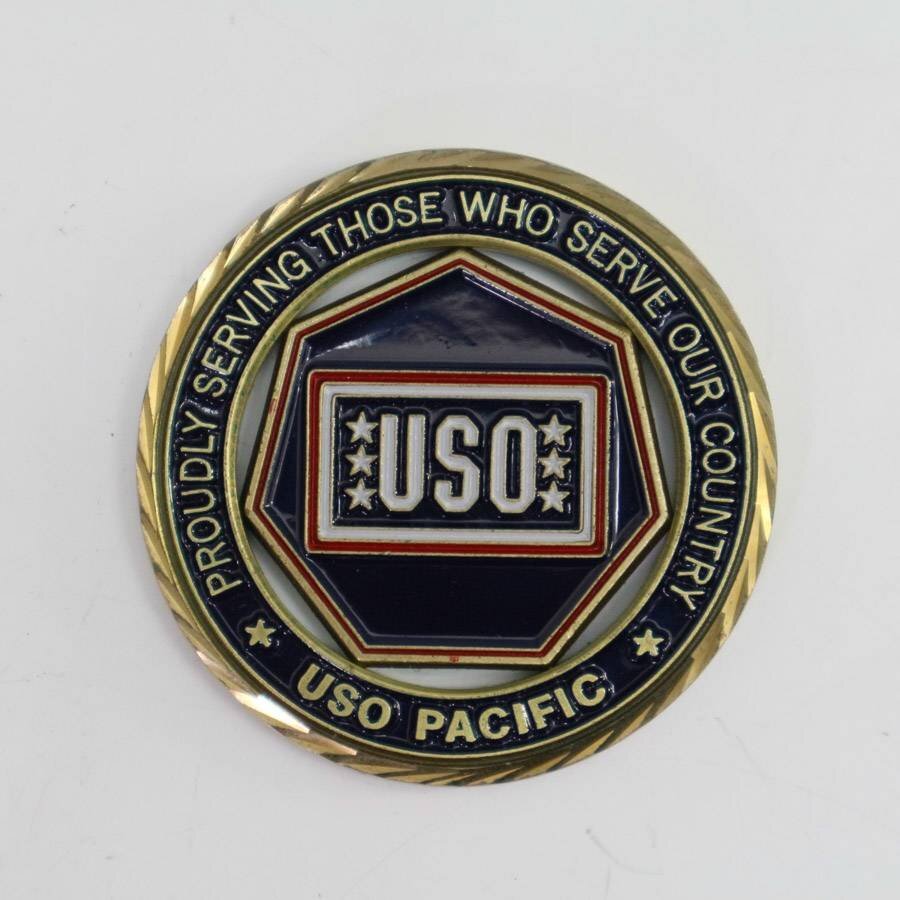 PROUDLY SERVING THOSE WHO SERVE OUR COUNTRY
USO
USO PACIFIC